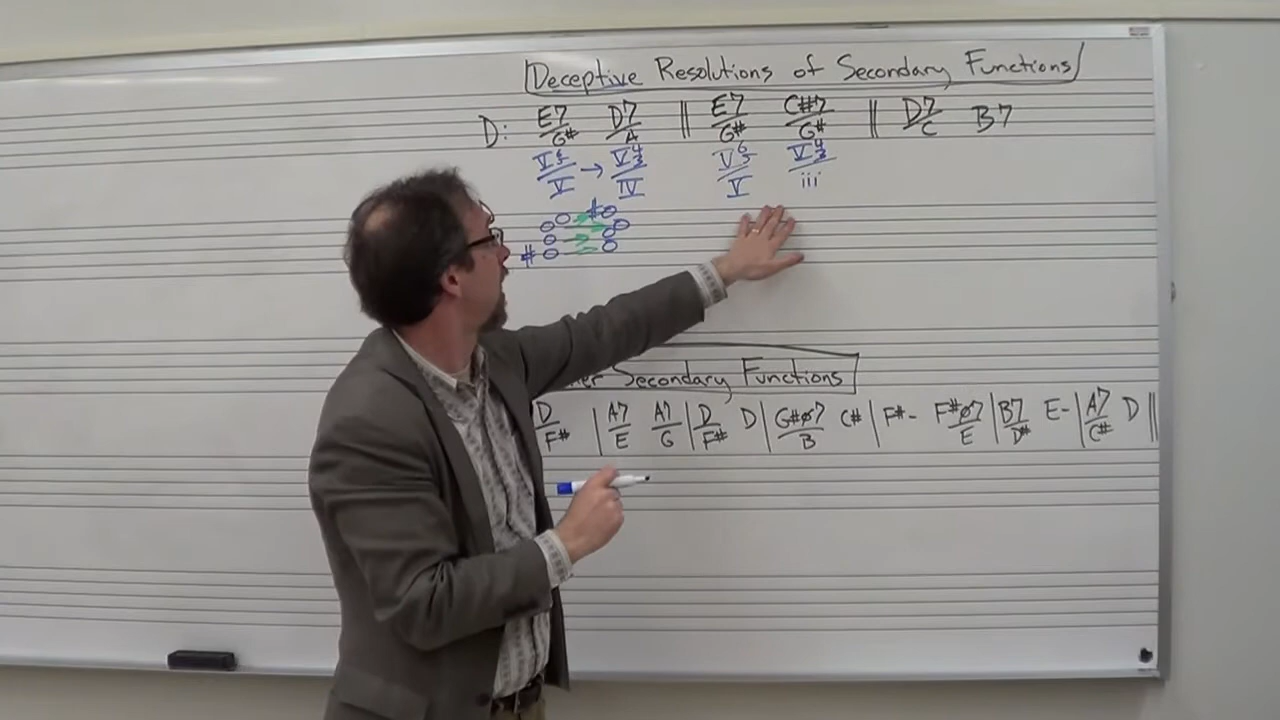 Deceptive Resolutions of Secondary Functions
D: E7/G# D7/A || E7/G# C#7/G# || D7/C B7
V6/5/V → V4/3/IV V6/5/V V4/3/iii
# #
Secondary Functions
D/F# | A7/E A7/G | D/F# D | G#ø7/B C# | F#- F#ø7/E | B7/D# E- | A7/C# D ||